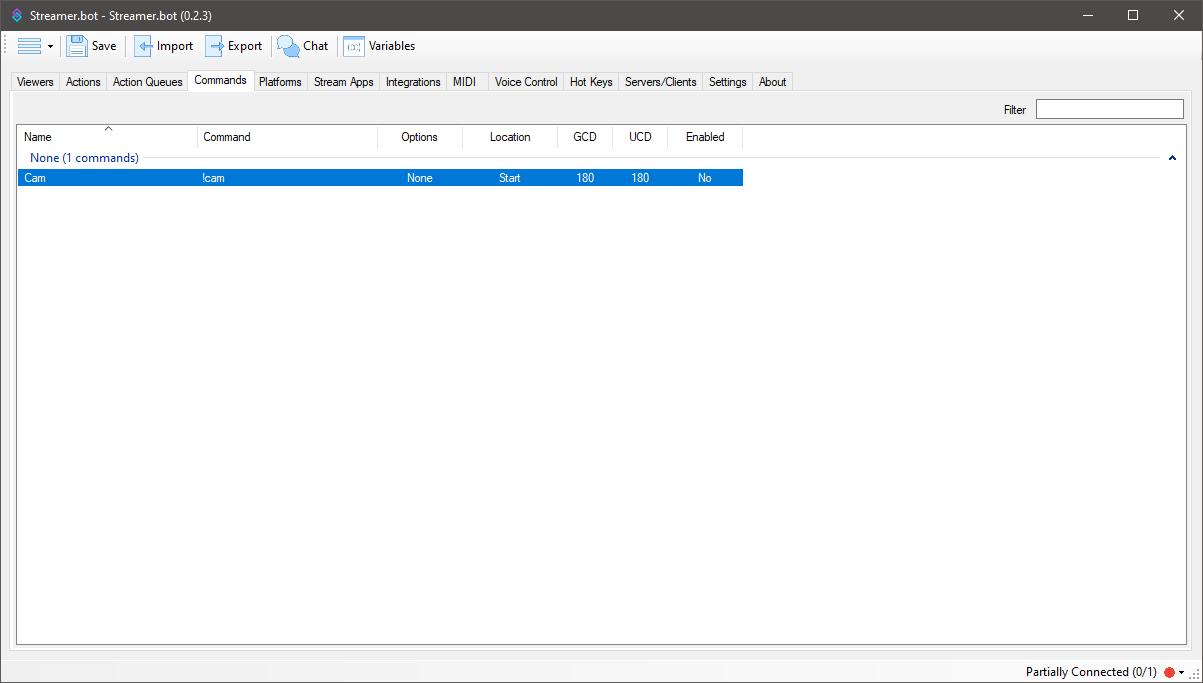 Streamer.bot - Streamer.bot (0.2.3)
Save Import Export Chat (x) Variables
Viewers Actions Action Queues Commands Platforms Stream Apps Integrations MIDI Voice Control Hot Keys Servers/Clients Settings About
Filter
Name Command Options Location GCD UCD Enabled
None (1 commands)
Cam !cam None Start 180 180 No
Partially Connected (0/1)